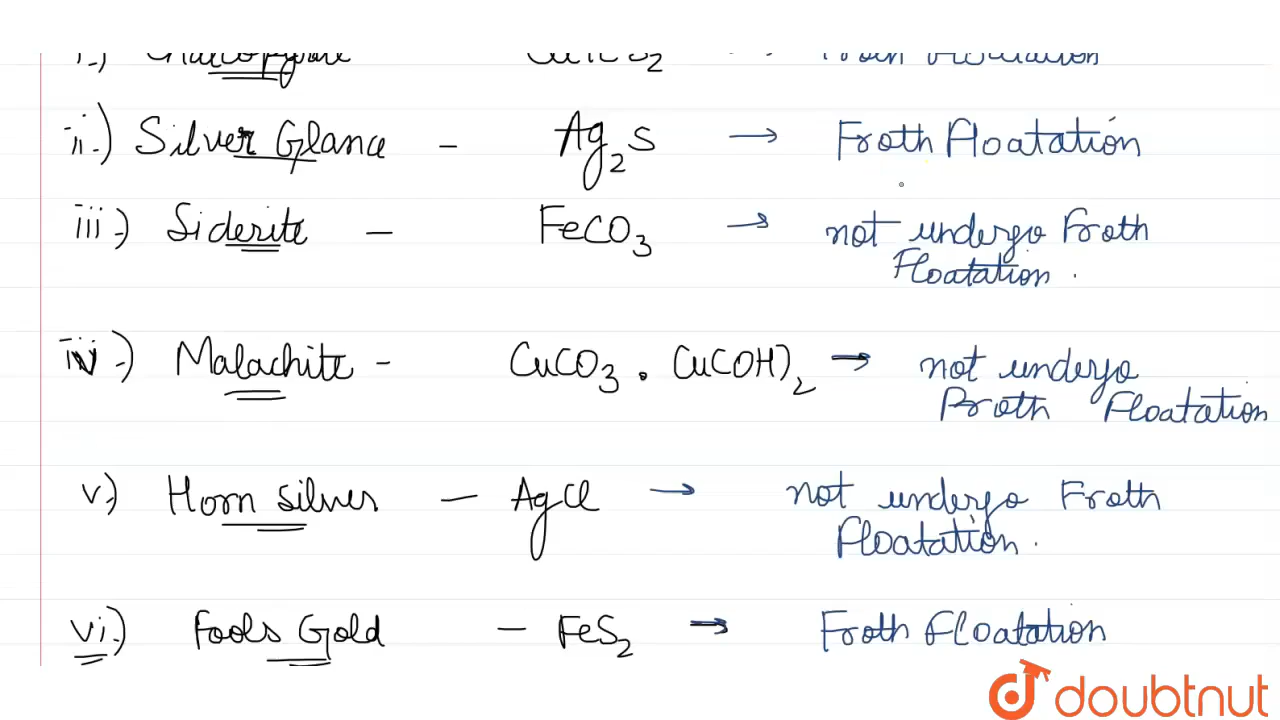 ii.) Silver Glance - Ag2S → Froth Floatation
iii.) Siderite - FeCO3 → not undergo Froth
Floatation.
iv.) Malachite - CuCO3 . Cu(OH)2 → not undergo
Froth Floatation
v.) Horn silver - AgCl → not undergo Froth
Floatation.
vi.) Fools Gold - FeS2 → Froth Floatation
doubtnut